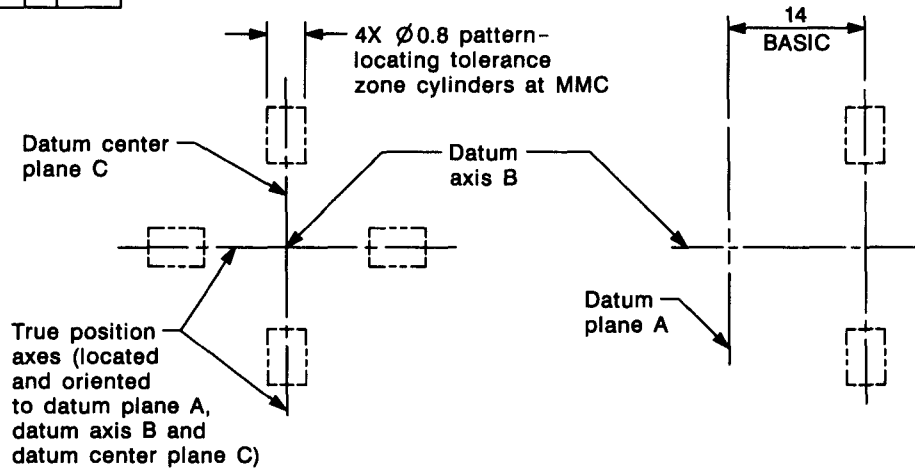 4X Ø0.8 pattern-
locating tolerance
zone cylinders at MMC
14
BASIC
Datum center
plane C
Datum
axis B
Datum
plane A
True position
axes (located
and oriented
to datum plane A,
datum axis B and
datum center plane C)